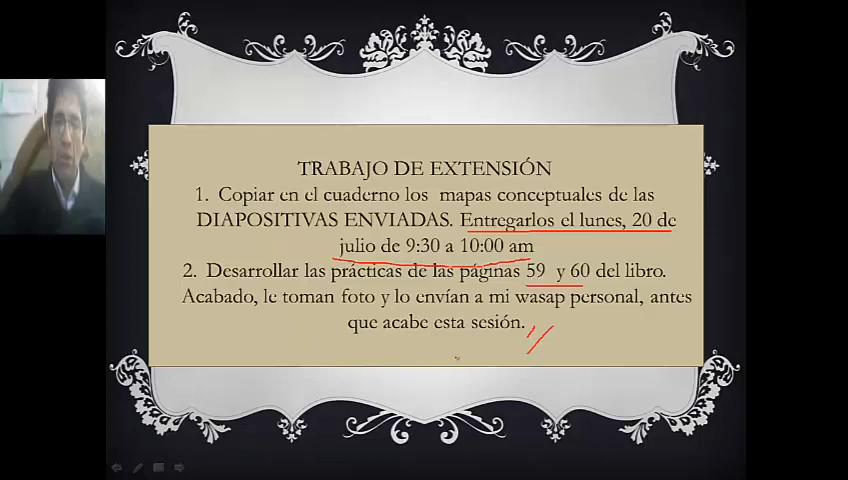 TRABAJO DE EXTENSIÓN
1. Copiar en el cuaderno los mapas conceptuales de las
DIAPOSITIVAS ENVIADAS. Entregarlos el lunes, 20 de
julio de 9:30 a 10:00 am
2. Desarrollar las prácticas de las páginas 59 y 60 del libro.
Acabado, le toman foto y lo envían a mi wasap personal, antes
que acabe esta sesión.